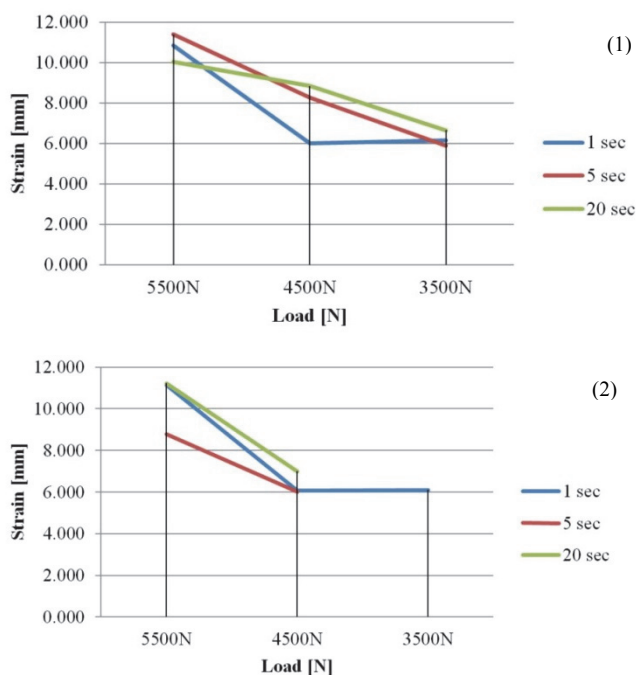 (1)
12.000
10.000
8.000
6.000
4.000
2.000
0.000
Strain [mm]
5500N 4500N 3500N
Load [N]
1 sec
5 sec
20 sec
(2)
12.000
10.000
8.000
6.000
4.000
2.000
0.000
Strain [mm]
5500N 4500N 3500N
Load [N]
1 sec
5 sec
20 sec